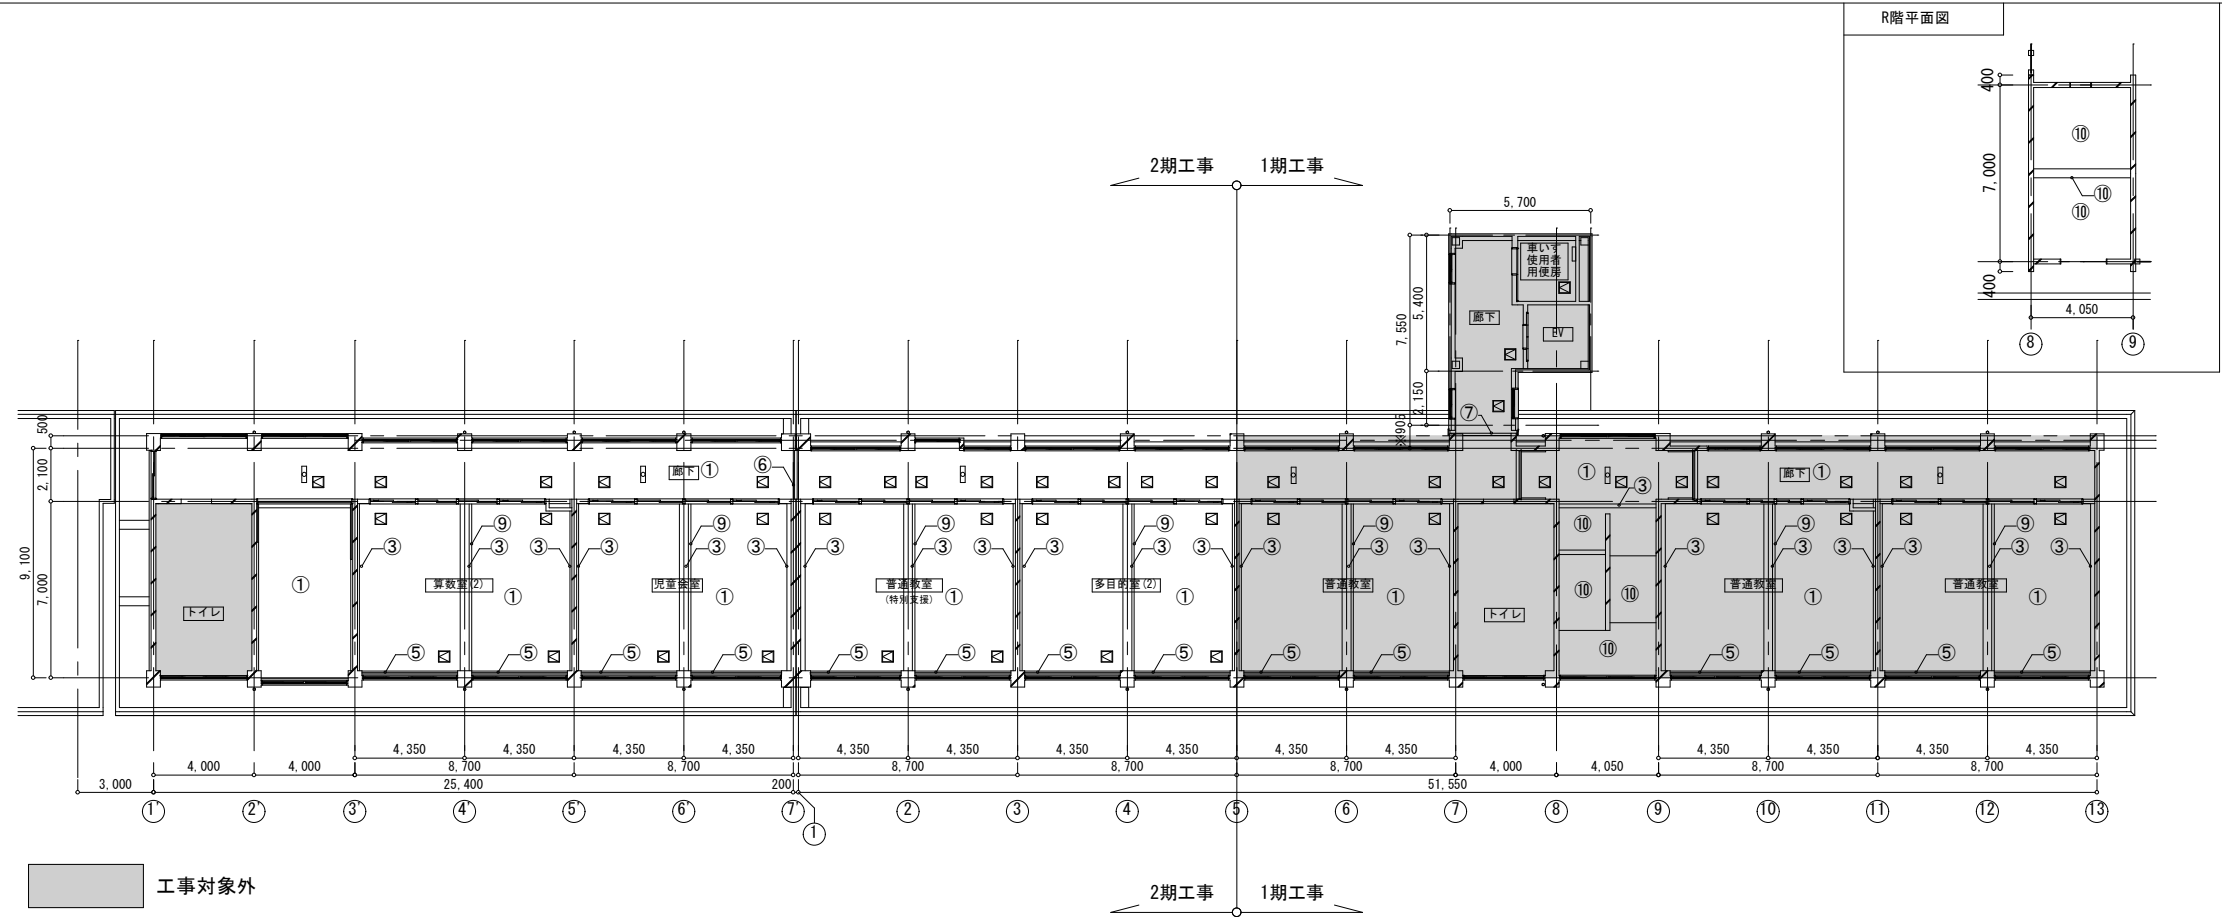 R階平面図
400
7,000
400
⑩
⑩
⑩
4,050
⑧ ⑨
2期工事 1期工事
5,700
車いす
使用者
用便房
廊下
EV
7,550
5,400
2,150
※905
⑦
500
2,100
9,100
7,000
廊下 ① ⑥ ① 廊下 ①
③
⑨ ⑨ ⑨ ⑨ ⑨ ⑩ ⑨ ⑨
③ ③ ③ ③ ③ ③ ③ ③ ③ ③ ③ ③ ③ ③ ③ ③ ③ ③ ③ ③ ③
① 算数室(2) 児童会室 普通教室 多目的室(2) 普通教室 普通教室 普通教室
(特別支援)
① ① ① ① ① ⑩ ⑩ ① ①
トイレ トイレ
⑩
⑤ ⑤ ⑤ ⑤ ⑤ ⑤ ⑤ ⑤ ⑤ ⑤ ⑤ ⑤ ⑤ ⑤
4,350 4,350 4,350 4,350 4,350 4,350 4,350 4,350 4,350 4,350 4,350 4,350 4,350 4,350
4,000 4,000 8,700 8,700 8,700 8,700 8,700 4,000 4,050 8,700 8,700
3,000 25,400 200 51,550
1' 2' 3' 4' 5' 6' 7' ① ② ③ ④ ⑤ ⑥ ⑦ ⑧ ⑨ ⑩ ⑪ ⑫ ⑬
工事対象外
2期工事 1期工事